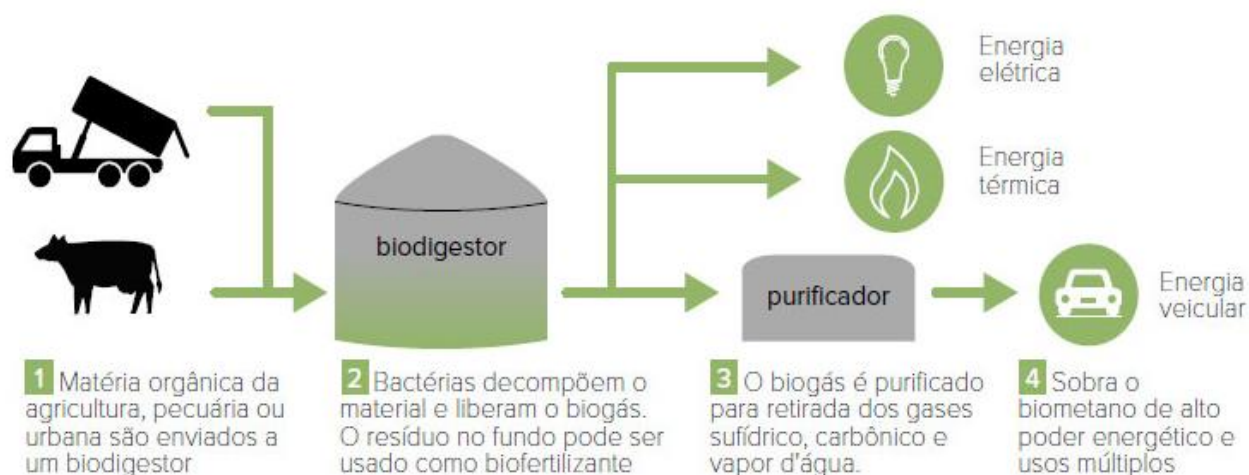 Energia
elétrica
Energia
térmica
biodigestor
purificador
Energia
veicular
1 Matéria orgânica da
agricultura, pecuária ou
urbana são enviados a
um biodigestor
2 Bactérias decompõem o
material e liberam o biogás.
O resíduo no fundo pode ser
usado como biofertilizante
3 O biogás é purificado
para retirada dos gases
sufídrico, carbônico e
vapor d'água.
4 Sobra o
biometano de alto
poder energético e
usos múltiplos